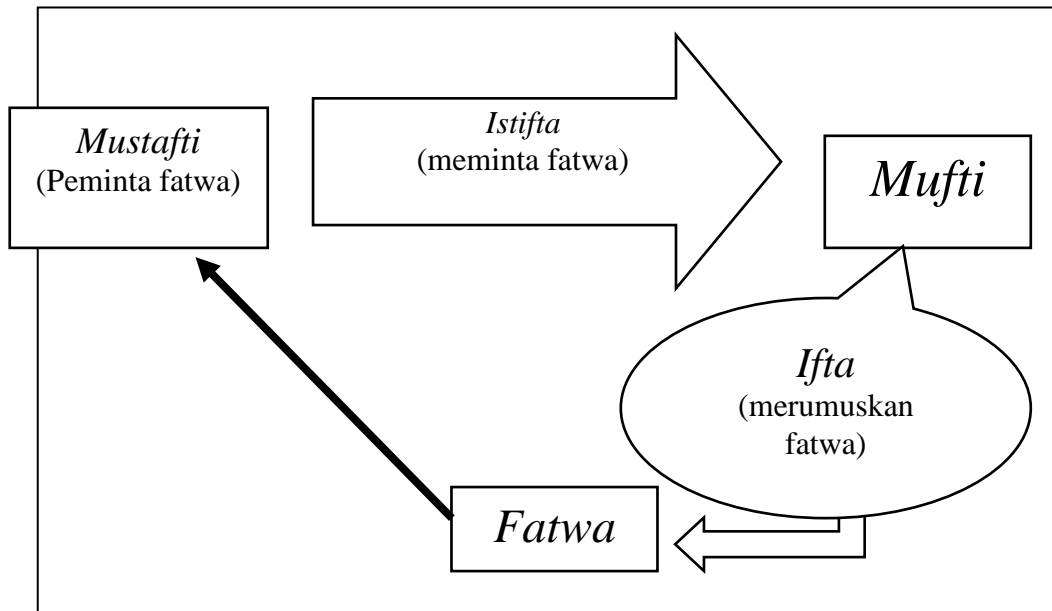 Mustafti
(Peminta fatwa)
Istifta
(meminta fatwa)
Mufti
Ifta
(merumuskan
fatwa)
Fatwa